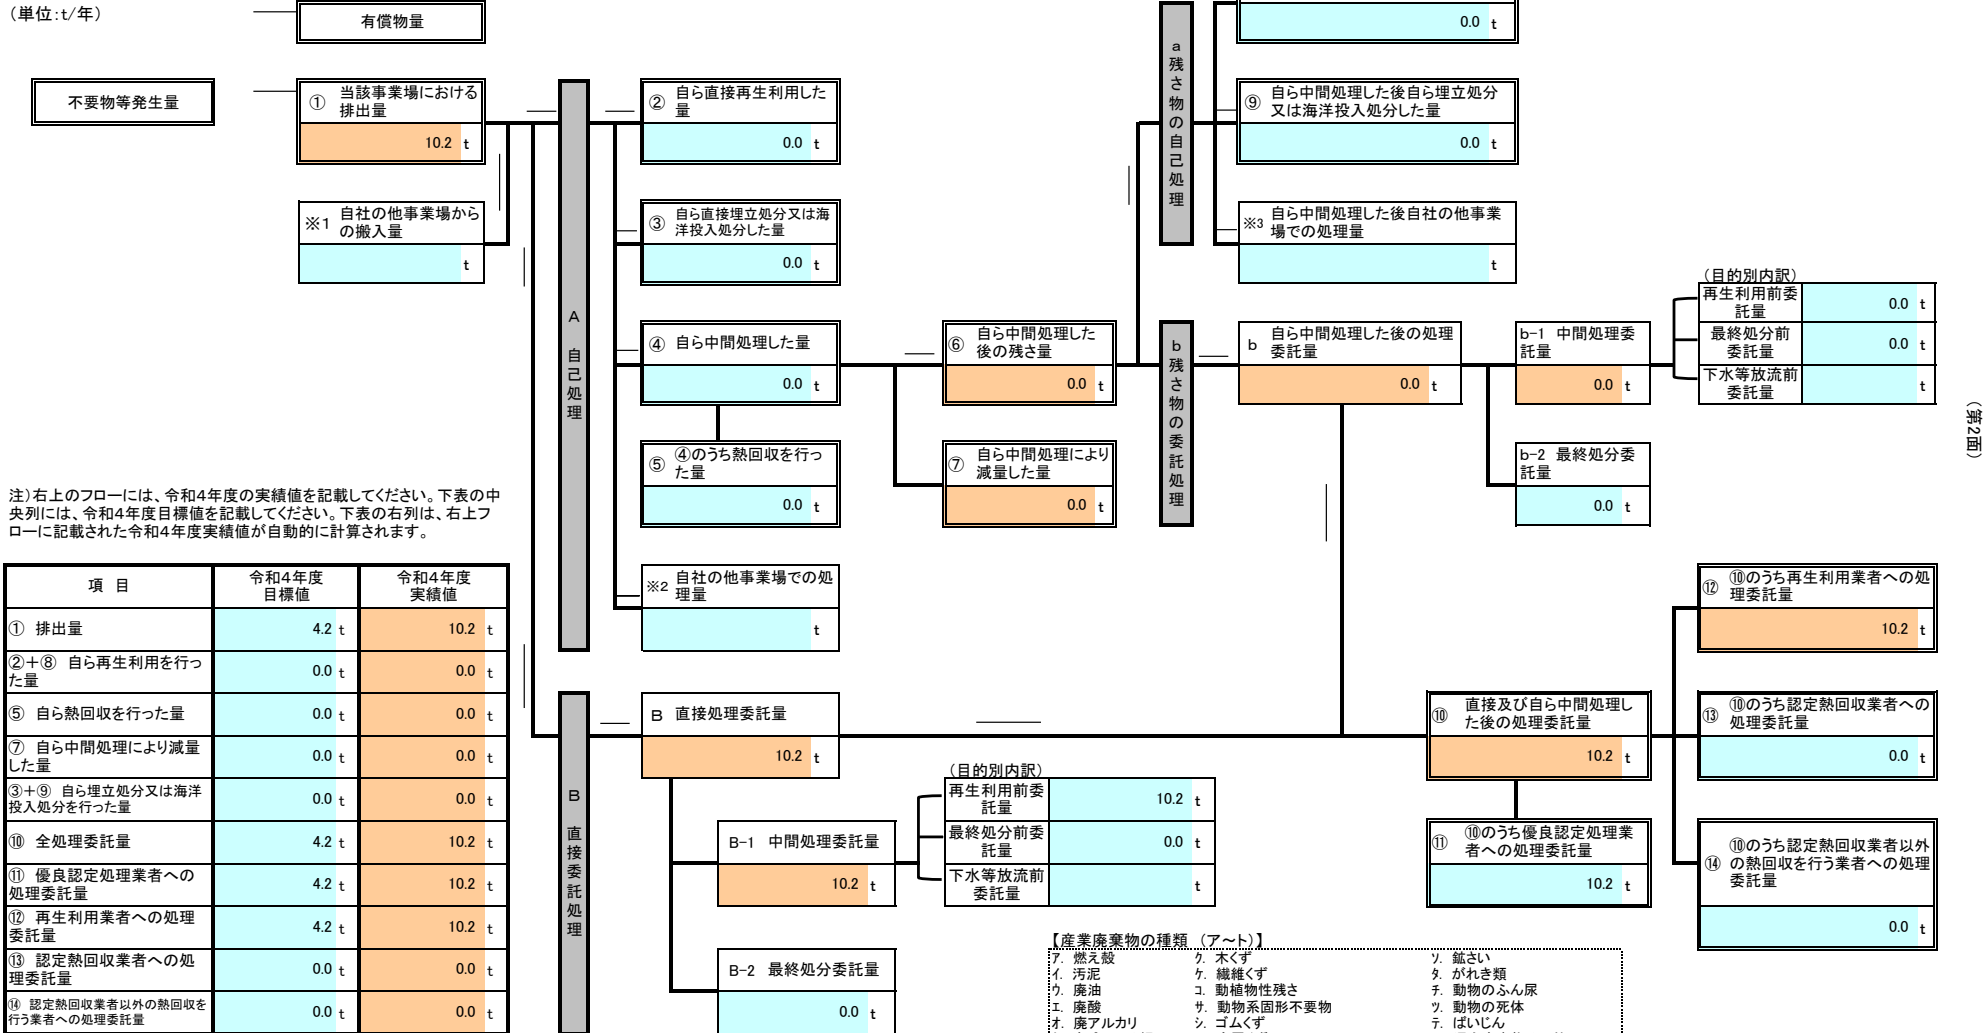 （単位：t/年）
有償物量
0.0 t
不要物等発生量
① 当該事業場における
排出量
10.2 t
※1 自社の他事業場から
の搬入量
t
A 自己処理
② 自ら直接再生利用した
量
0.0 t
③ 自ら直接埋立処分又は海
洋投入処分した量
0.0 t
④ 自ら中間処理した量
0.0 t
⑤ ④のうち熱回収を行っ
た量
0.0 t
※2 自社の他事業場での処
理量
t
⑥ 自ら中間処理した
後の残さ量
0.0 t
⑦ 自ら中間処理により
減量した量
0.0 t
a 残さ物の自己処理
⑨ 自ら中間処理した後自ら埋立処分
又は海洋投入処分した量
0.0 t
※3 自ら中間処理した後自社の他事業
場での処理量
t
b 残さ物の委託処理
b 自ら中間処理した後の処理
委託量
0.0 t
b-1 中間処理委
託量
0.0 t
b-2 最終処分委
託量
0.0 t
（目的別内訳）
再生利用前委
託量
0.0 t
最終処分前
委託量
0.0 t
下水等放流前
委託量
t
（第2面）
注）右上のフローには、令和4年度の実績値を記載してください。下表の中
央列には、令和4年度目標値を記載してください。下表の右列は、右上フ
ローに記載された令和4年度実績値が自動的に計算されます。
項 目
令和4年度
目標値
令和4年度
実績値
① 排出量
4.2 t 10.2 t
②＋⑧ 自ら再生利用を行っ
た量
0.0 t 0.0 t
⑤ 自ら熱回収を行った量
0.0 t 0.0 t
⑦ 自ら中間処理により減量
した量
0.0 t 0.0 t
③＋⑨ 自ら埋立処分又は海洋
投入処分を行った量
0.0 t 0.0 t
⑩ 全処理委託量
4.2 t 10.2 t
⑪ 優良認定処理業者への
処理委託量
4.2 t 10.2 t
⑫ 再生利用業者への処理
委託量
4.2 t 10.2 t
⑬ 認定熱回収業者への処
理委託量
0.0 t 0.0 t
⑭ 認定熱回収業者以外の熱回収を
行う業者への処理委託量
0.0 t 0.0 t
B 直接委託処理
B 直接処理委託量
10.2 t
B-1 中間処理委託量
10.2 t
B-2 最終処分委託量
0.0 t
（目的別内訳）
再生利用前委
託量
10.2 t
最終処分前委
託量
0.0 t
下水等放流前
委託量
t
⑩ 直接及び自ら中間処理し
た後の処理委託量
10.2 t
⑪ ⑩のうち優良認定処理業
者への処理委託量
10.2 t
⑫ ⑩のうち再生利用業者への処
理委託量
10.2 t
⑬ ⑩のうち認定熱回収業者への
処理委託量
0.0 t
⑭ ⑩のうち認定熱回収業者以外
の熱回収を行う業者への処理
委託量
0.0 t
【産業廃棄物の種類 （ア～ト）】
ア. 燃え殻 ク. 木くず ソ. 鉱さい
イ. 汚泥 ケ. 繊維くず タ. がれき類
ウ. 廃油 コ. 動植物性残さ チ. 動物のふん尿
エ. 廃酸 サ. 動物系固形不要物 ツ. 動物の死体
オ. 廃アルカリ シ. ゴムくず テ. ばいじん